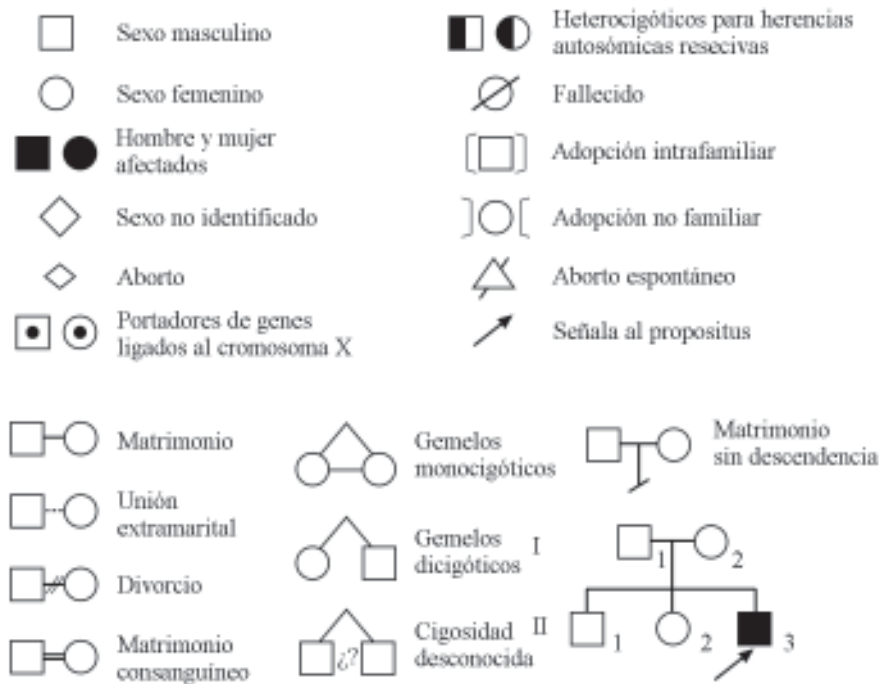 Sexo masculino
Sexo femenino
Hombre y mujer
afectados
Sexo no identificado
Aborto
Portadores de genes
ligados al cromosoma X
Heterocigóticos para herencias
autosómicas resecivas
Fallecido
Adopción intrafamiliar
Adopción no familiar
Aborto espontáneo
Señala al propositus
Matrimonio
Unión
extramarital
Divorcio
Matrimonio
consanguíneo
Gemelos
monocigóticos
Gemelos
dicigóticos
¿?
Cigosidad
desconocida
Matrimonio
sin descendencia
I
1
2
II
1
2
3